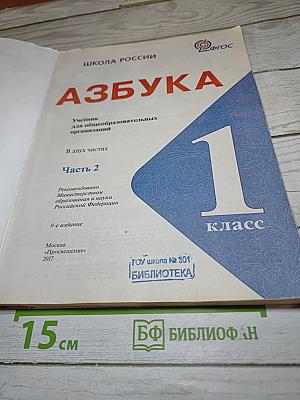 ШКОЛА РОССИИ
ФГОС
АЗБУКА
Учебник
для общеобразовательных
организаций
В двух частях
Часть 2
Рекомендовано
Министерством
образования и науки
Российской Федерации
9-е издание
Москва
«Просвещение»
2017
1
класс
ГОУ школа № 301
БИБЛИОТЕКА
15 см
БФ БИБЛИОФАН